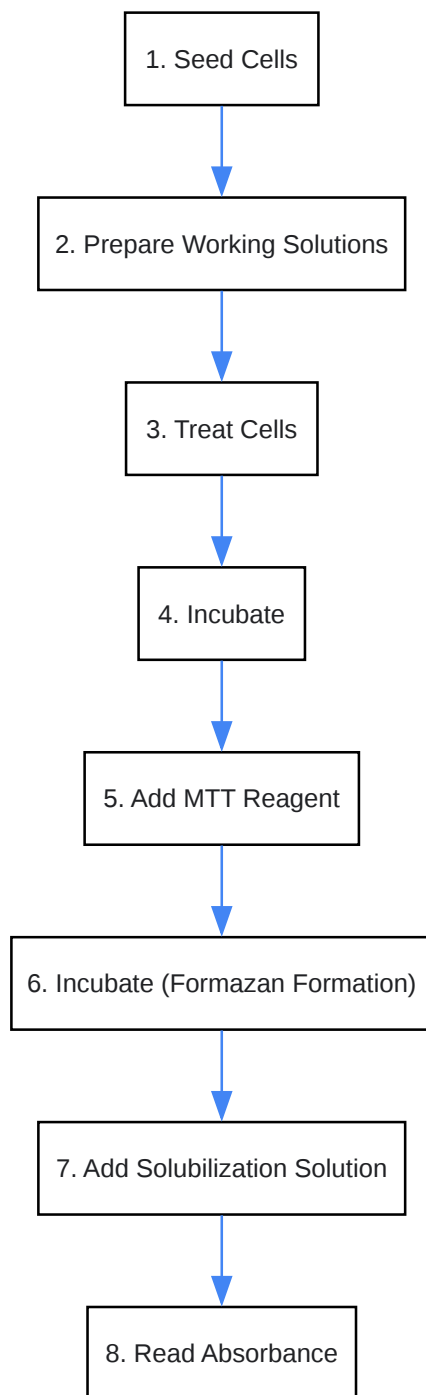 1. Seed Cells
2. Prepare Working Solutions
3. Treat Cells
4. Incubate
5. Add MTT Reagent
6. Incubate (Formazan Formation)
7. Add Solubilization Solution
8. Read Absorbance